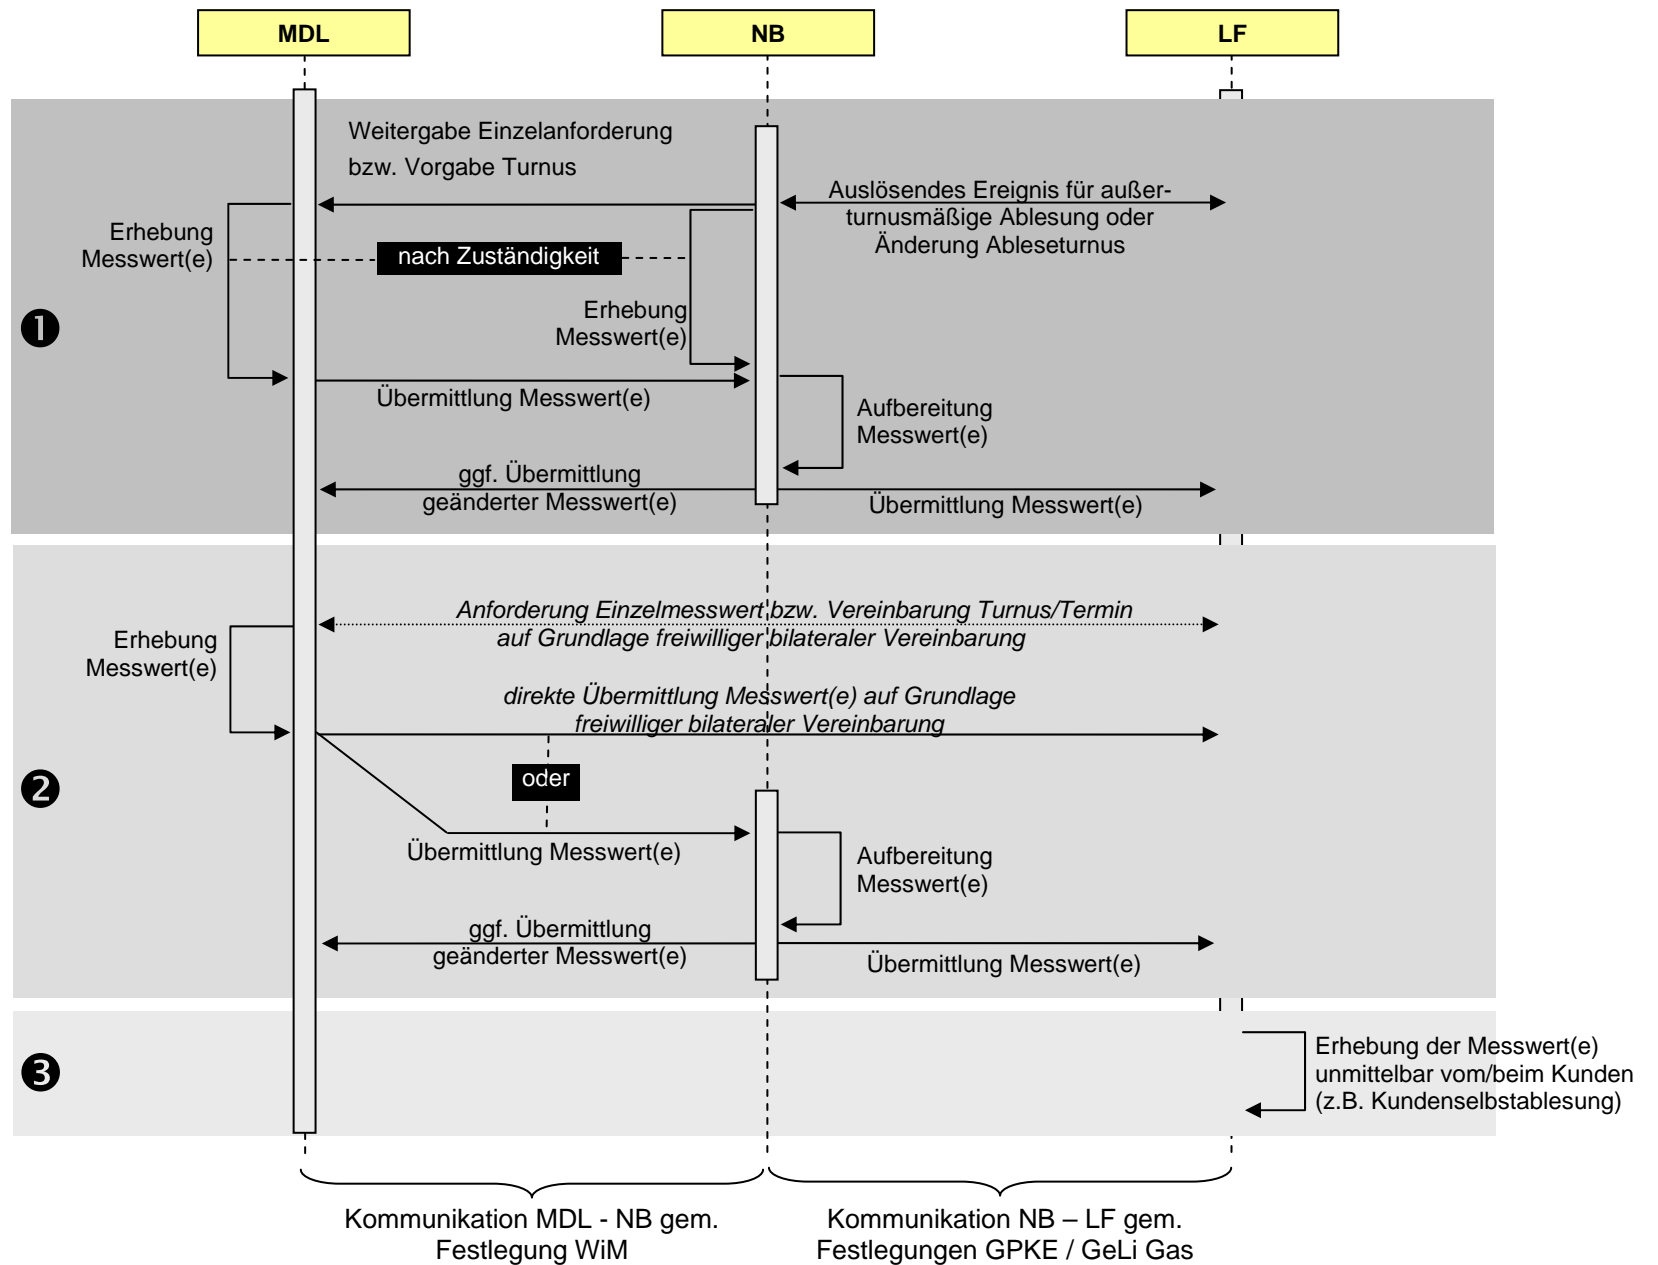 MDL
NB
LF
Weitergabe Einzelanforderung
bzw. Vorgabe Turnus
Auslösendes Ereignis für außer-
turnusmäßige Ablesung oder
Änderung Ableseturnus
Erhebung
Messwert(e)
nach Zuständigkeit
Erhebung
Messwert(e)
❶
Übermittlung Messwert(e)
Aufbereitung
Messwert(e)
ggf. Übermittlung
geänderter Messwert(e)
Übermittlung Messwert(e)
Anforderung Einzelmesswert bzw. Vereinbarung Turnus/Termin
auf Grundlage freiwilliger bilateraler Vereinbarung
Erhebung
Messwert(e)
direkte Übermittlung Messwert(e) auf Grundlage
freiwilliger bilateraler Vereinbarung
❷
oder
Übermittlung Messwert(e)
Aufbereitung
Messwert(e)
ggf. Übermittlung
geänderter Messwert(e)
Übermittlung Messwert(e)
❸
Erhebung der Messwert(e)
unmittelbar vom/beim Kunden
(z.B. Kundenselbstablesung)
Kommunikation MDL - NB gem.
Festlegung WiM
Kommunikation NB – LF gem.
Festlegungen GPKE / GeLi Gas